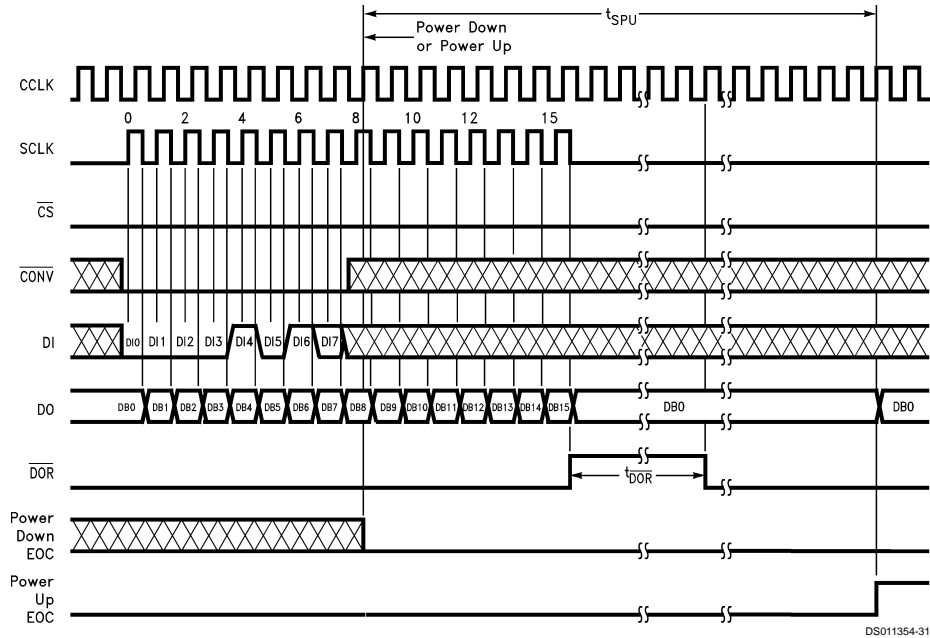 tSPU
Power Down
or Power Up
CCLK
0 2 4 6 8 10 12 15
SCLK
CS
CONV
DI
DI0 DI1 DI2 DI3 DI4 DI5 DI6 DI7
DO
DB0 DB1 DB2 DB3 DB4 DB5 DB6 DB7 DB8 DB9 DB10 DB11 DB12 DB13 DB14 DB15 DB0 DB0
DOR
tDOR
Power
Down
EOC
Power
Up
EOC
DS011354-31